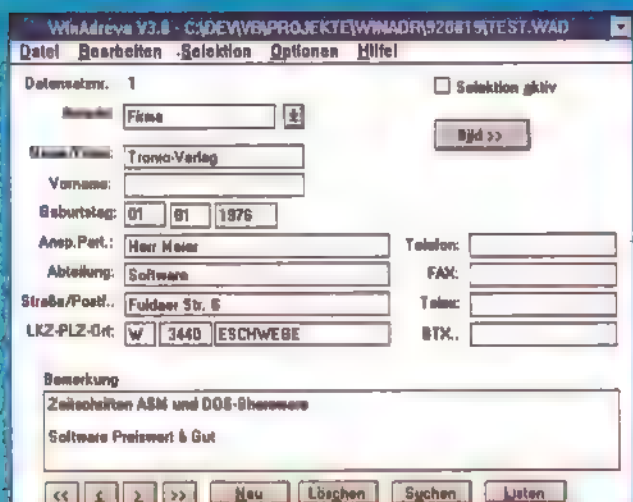 WinAdreva V3.0 - C:\DEV\VB\PROJEKTE\WINADR\920819\TEST.WAD
Datei Bearbeiten Selektion Optionen Hilfe!
Datensatznr. 1
Selektion aktiv
Firma
Bild >>
Tronic-Verlag
Vorname:
Geburtstag: 01 01 1976
Ansp.Part.: Herr Meier Telefon:
Abteilung: Software FAX:
Straße/Postf.. Fuldaer Str. 6 Telex:
LKZ-PLZ-Ort: W 3440 ESCHWEGE BTX..
Bemerkung
Zeitschriften ASM und DOS-Shareware
Software Preiswert & Gut
<< < > >> Neu Löschen Suchen Listen